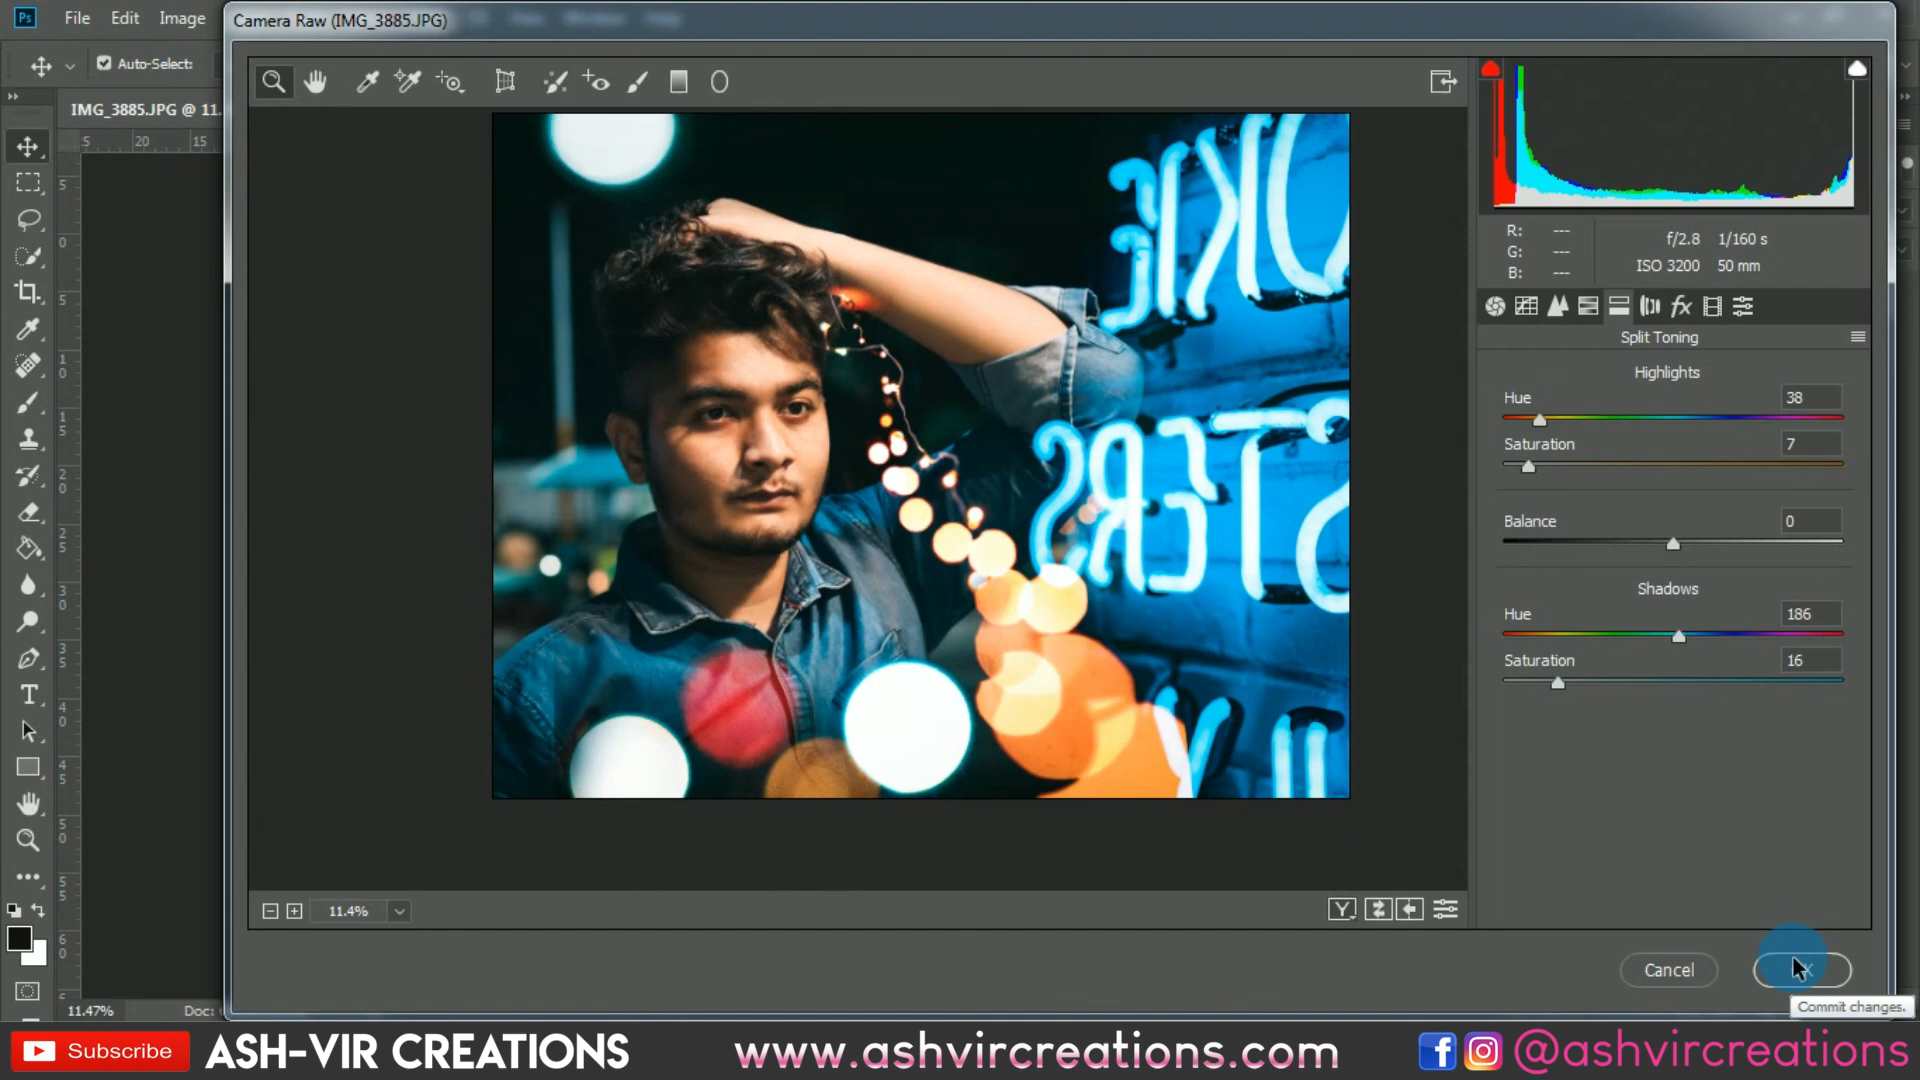 Ps File Edit Image
Camera Raw (IMG_3885.JPG)
Auto-Select:
IMG_3885.JPG @ 11.
R: ---
G: ---
B: ---
f/2.8 1/160 s
ISO 3200 50 mm
fx
Split Toning
Highlights
Hue 38
Saturation 7
Balance 0
Shadows
Hue 186
Saturation 16
11.4%
Y
Cancel
Commit changes.
11.47% Doc:
Subscribe ASH-VIR CREATIONS www.ashvircreations.com @ashvircreations